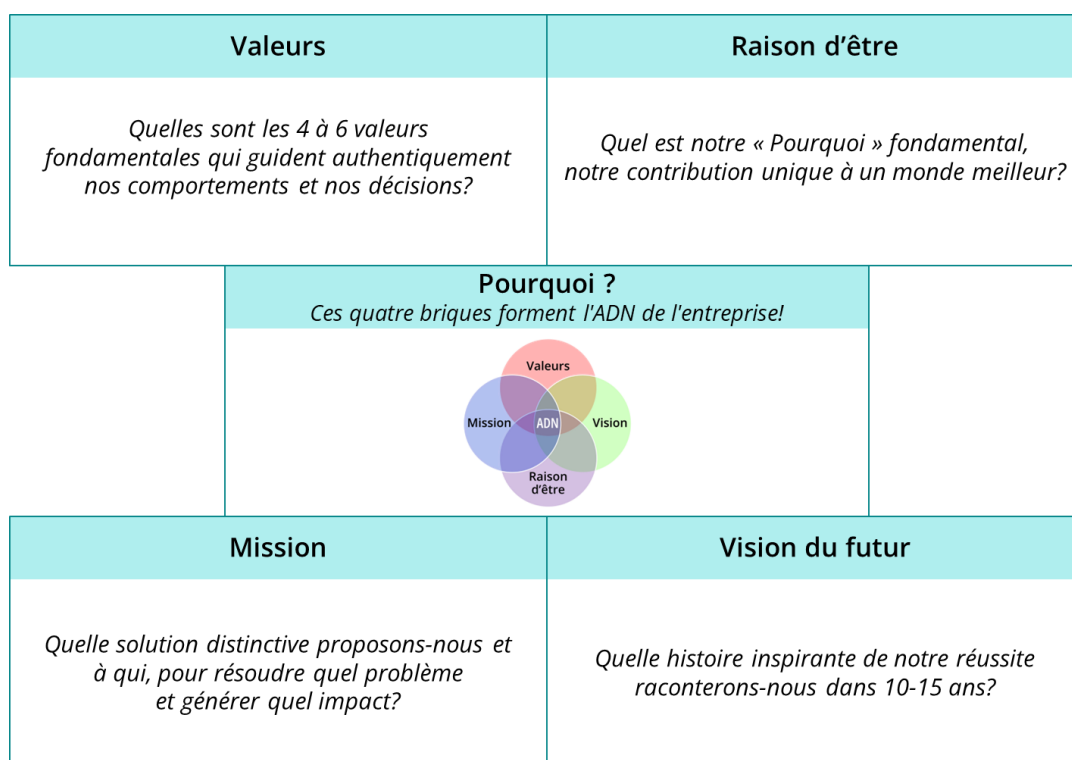 Valeurs
Quelles sont les 4 à 6 valeurs
fondamentales qui guident authentiquement
nos comportements et nos décisions?
Raison d’être
Quel est notre « Pourquoi » fondamental,
notre contribution unique à un monde meilleur?
Pourquoi ?
Ces quatre briques forment l'ADN de l'entreprise!
Valeurs
Mission
ADN
Vision
Raison
d’être
Mission
Quelle solution distinctive proposons-nous et
à qui, pour résoudre quel problème
et générer quel impact?
Vision du futur
Quelle histoire inspirante de notre réussite
raconterons-nous dans 10-15 ans?